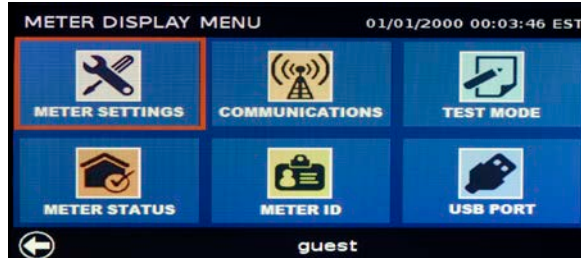 METER DISPLAY MENU 01/01/2000 00:03:46 EST
METER SETTINGS COMMUNICATIONS TEST MODE
METER STATUS METER ID USB PORT
guest